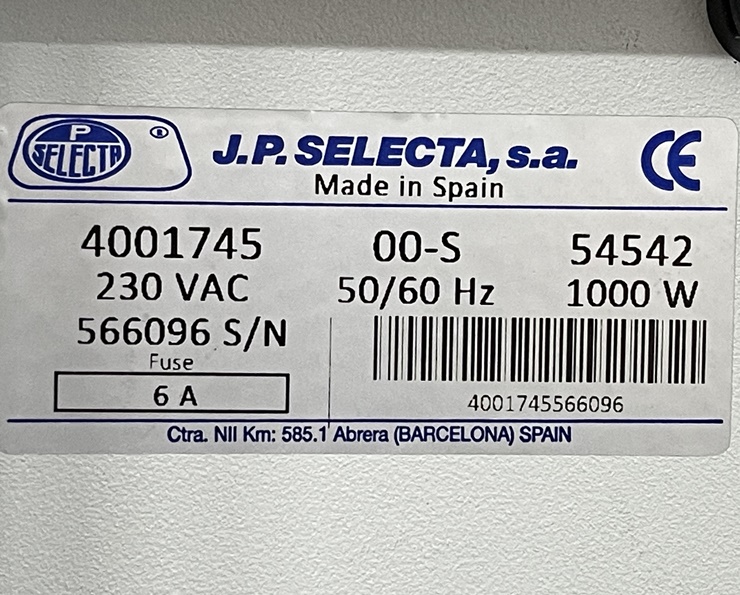 P
SELECTA ®
J.P. SELECTA, s.a.
CE
Made in Spain
4001745 00-S 54542
230 VAC 50/60 Hz 1000 W
566096 S/N
Fuse
6 A
4001745566096
Ctra. NII Km: 585.1 Abrera (BARCELONA) SPAIN